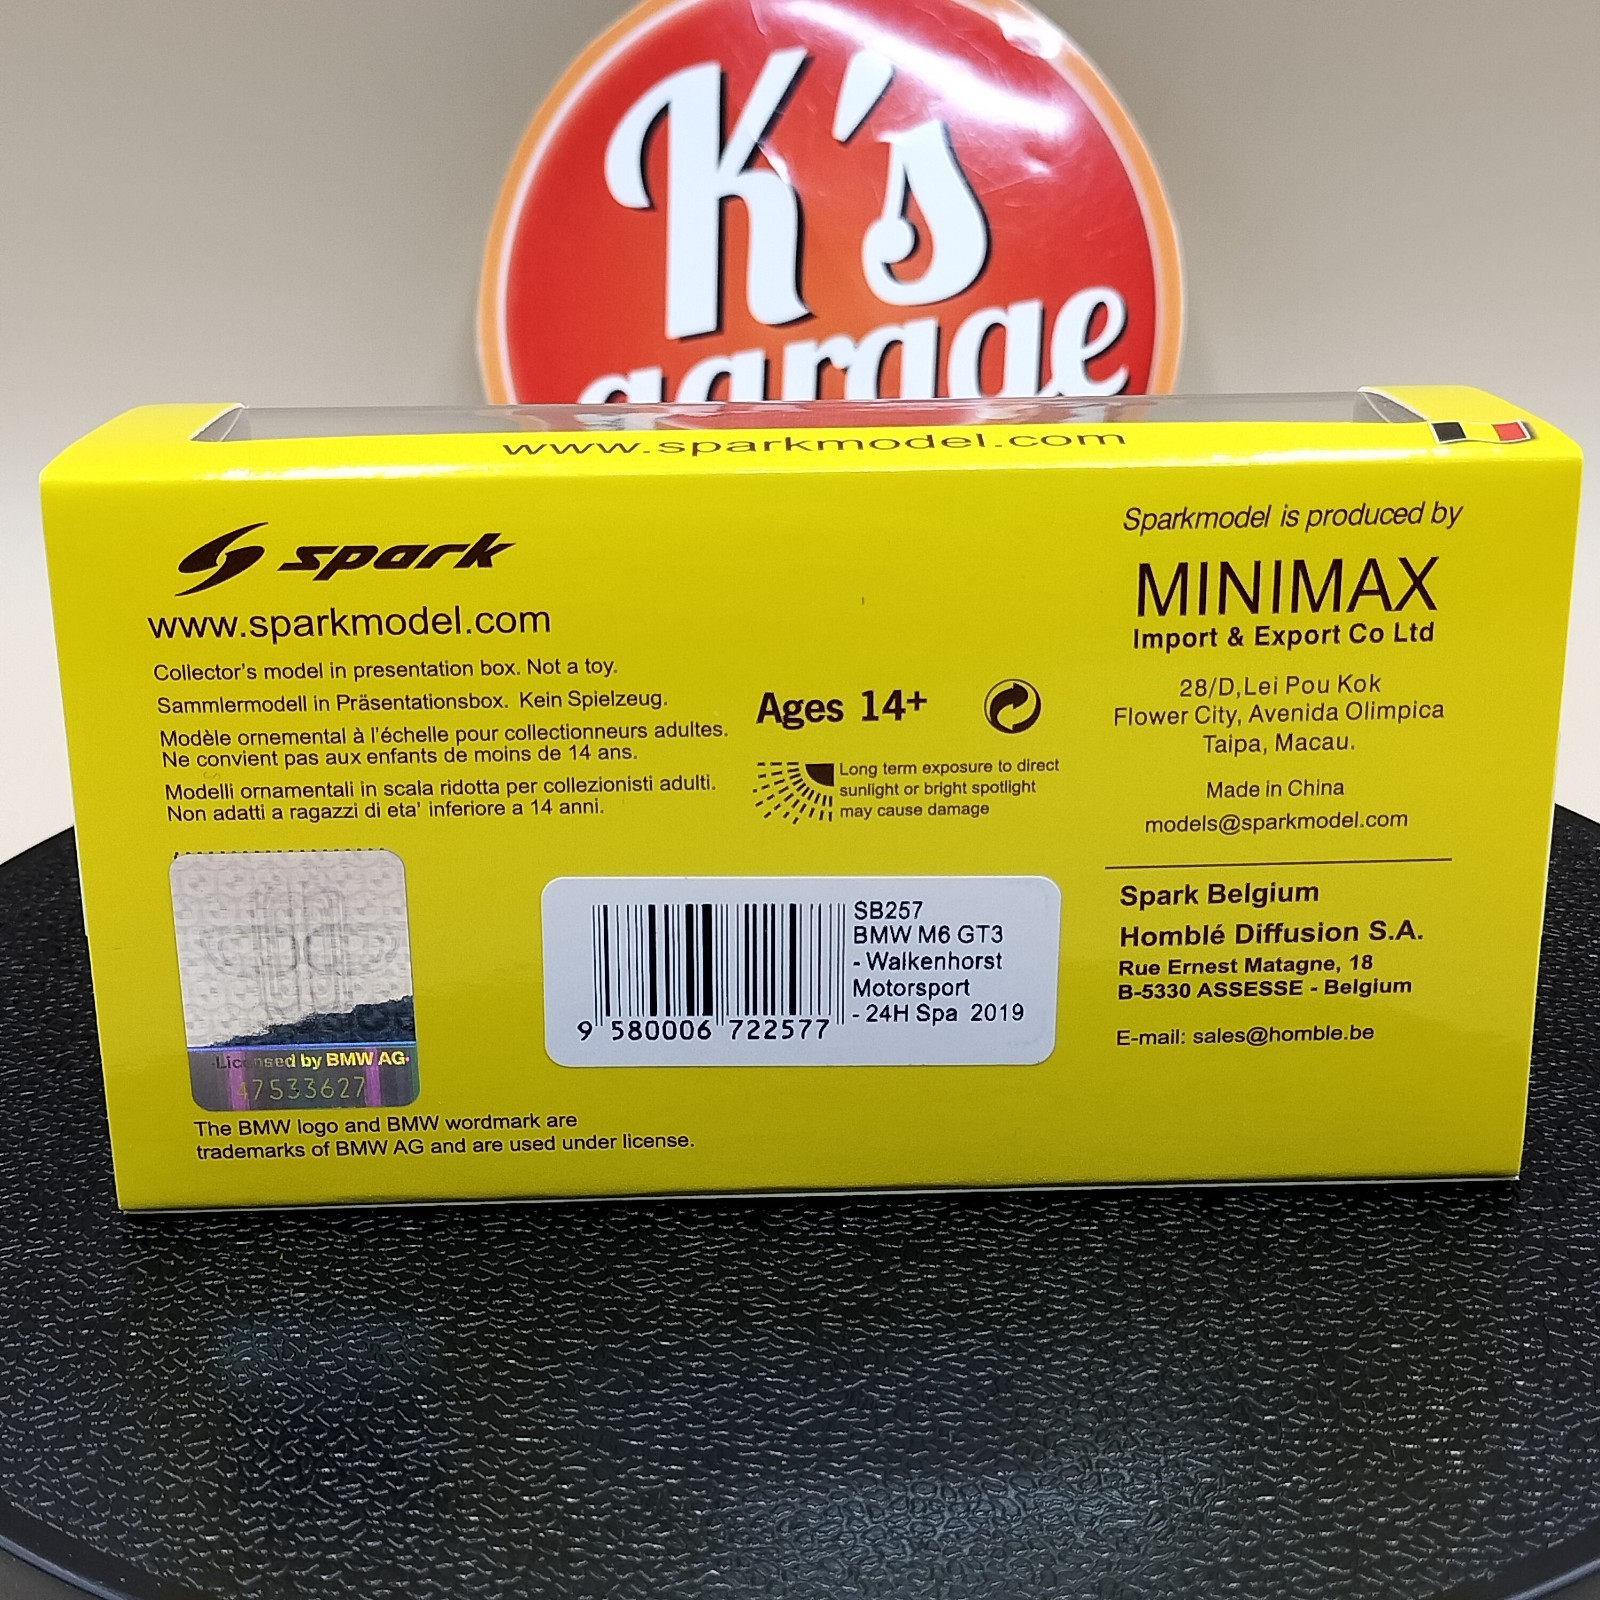 K's
garage
www.sparkmodel.com
spark
www.sparkmodel.com
Collector's model in presentation box. Not a toy.
Sammlermodell in Präsentationsbox. Kein Spielzeug.
Modèle ornemental à l'échelle pour collectionneurs adultes.
Ne convient pas aux enfants de moins de 14 ans.
Modelli ornamentali in scala ridotta per collezionisti adulti.
Non adatti a ragazzi di eta' inferiore a 14 anni.
Ages 14+
Long term exposure to direct
sunlight or bright spotlight
may cause damage
Sparkmodel is produced by
MINIMAX
Import & Export Co Ltd
28/D,Lei Pou Kok
Flower City, Avenida Olimpica
Taipa, Macau.
Made in China
models@sparkmodel.com
Spark Belgium
Homblé Diffusion S.A.
Rue Ernest Matagne, 18
B-5330 ASSESSE - Belgium
E-mail: sales@homble.be
SB257
BMW M6 GT3
- Walkenhorst
Motorsport
- 24H Spa 2019
9 580006 722577
Licensed by BMW AG
47533627
The BMW logo and BMW wordmark are
trademarks of BMW AG and are used under license.